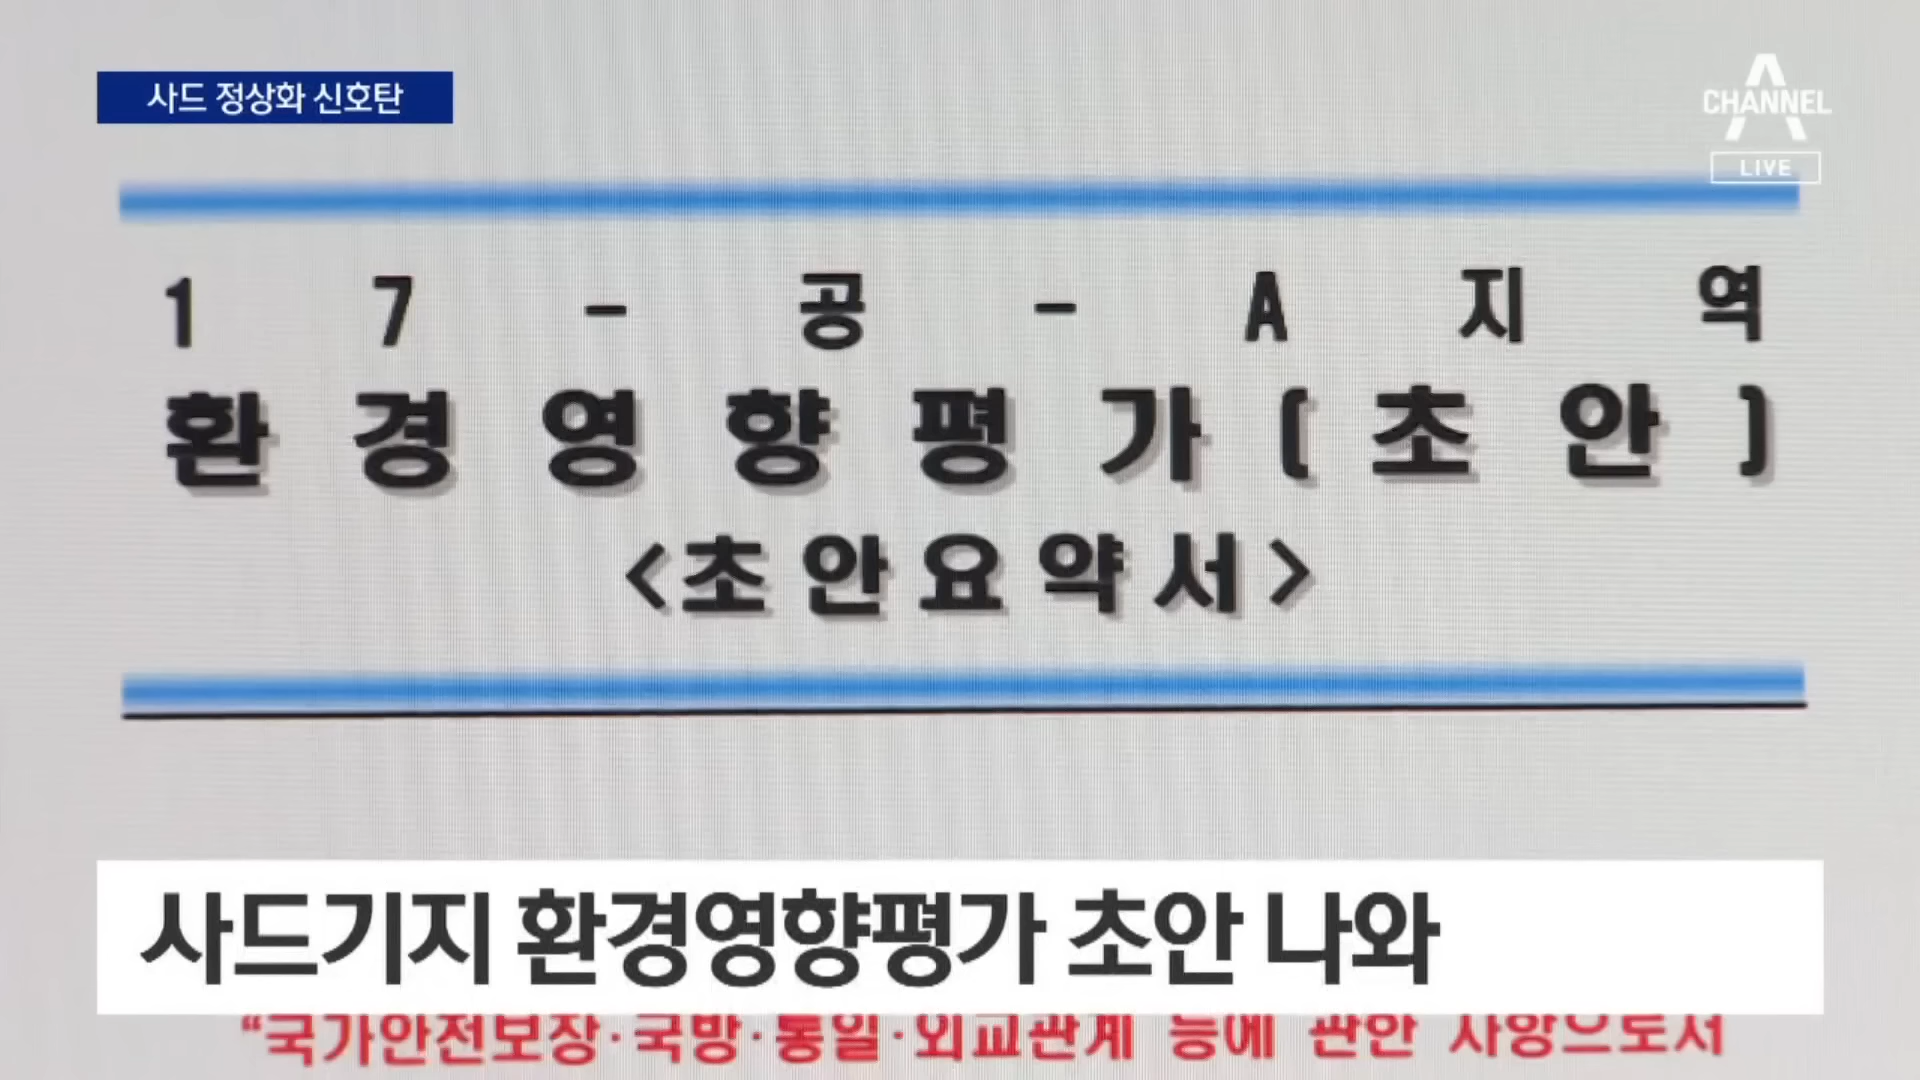 사드 정상화 신호탄
CHANNEL A
LIVE
17-공-A지역
환경영향평가(초안)
<초안요약서>
사드기지 환경영향평가 초안 나와
"국가안전보장·국방·통일·외교관계 등에 관한 사항으로서